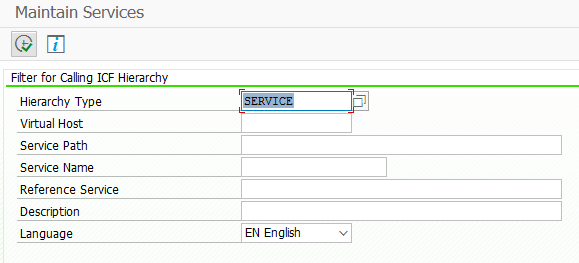 Maintain Services
Filter for Calling ICF Hierarchy
Hierarchy Type SERVICE
Virtual Host
Service Path
Service Name
Reference Service
Description
Language EN English